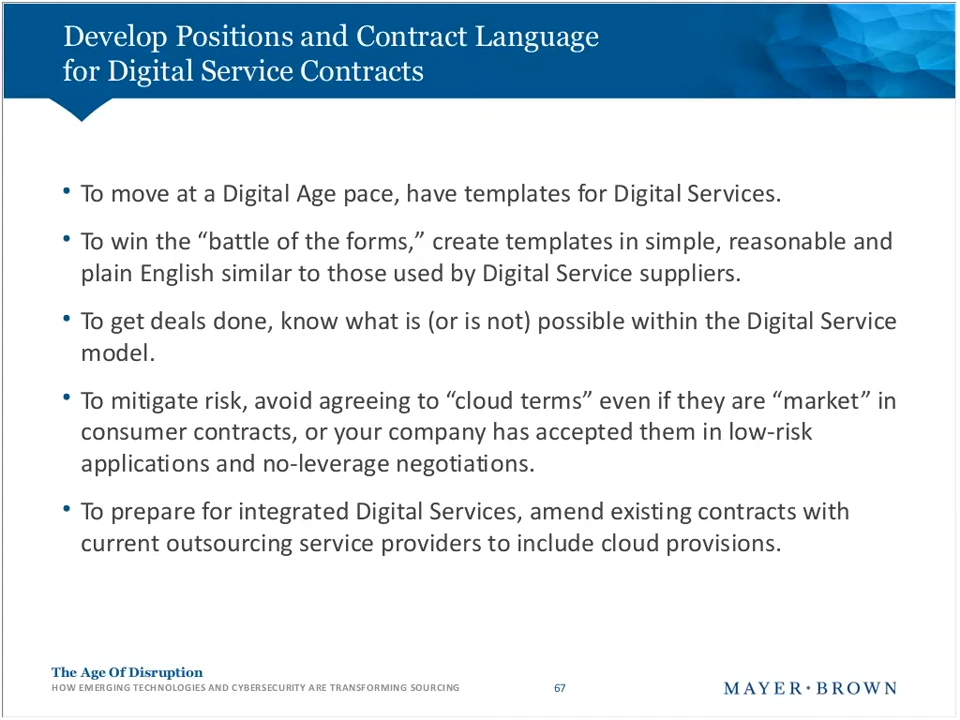 Develop Positions and Contract Language
for Digital Service Contracts
• To move at a Digital Age pace, have templates for Digital Services.
• To win the “battle of the forms,” create templates in simple, reasonable and
plain English similar to those used by Digital Service suppliers.
• To get deals done, know what is (or is not) possible within the Digital Service
model.
• To mitigate risk, avoid agreeing to “cloud terms” even if they are “market” in
consumer contracts, or your company has accepted them in low-risk
applications and no-leverage negotiations.
• To prepare for integrated Digital Services, amend existing contracts with
current outsourcing service providers to include cloud provisions.
The Age Of Disruption
HOW EMERGING TECHNOLOGIES AND CYBERSECURITY ARE TRANSFORMING SOURCING
67
MAYER•BROWN